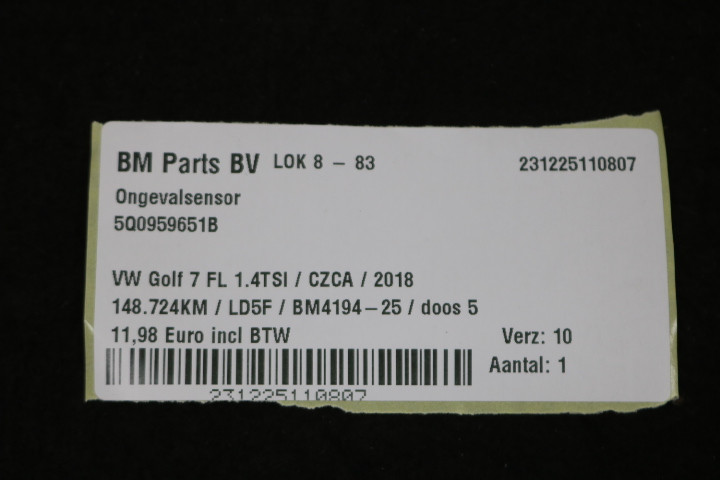 BM Parts BV LOK 8 - 83 231225110807
Ongevalsensor
5Q0959651B
VW Golf 7 FL 1.4TSI / CZCA / 2018
148.724KM / LD5F / BM4194-25 / doos 5
11,98 Euro incl BTW Verz: 10
Aantal: 1
231225110807